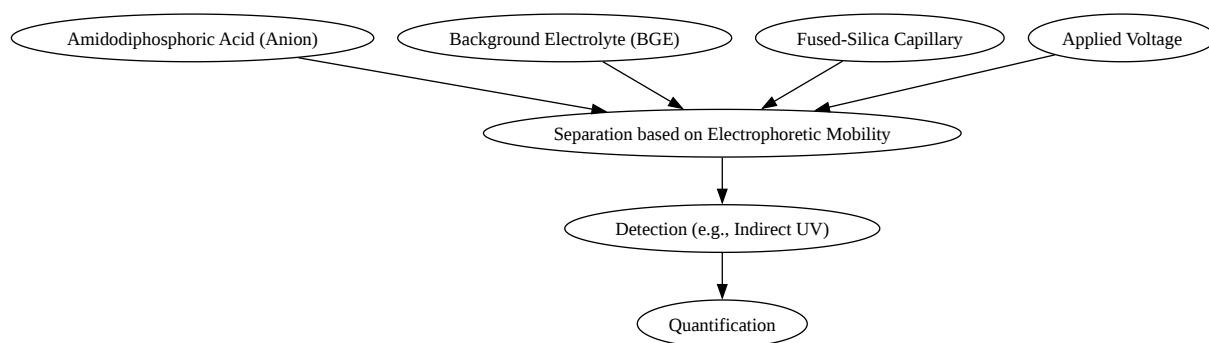 Amidodiphosphoric Acid (Anion)
Background Electrolyte (BGE)
Fused-Silica Capillary
Applied Voltage
Separation based on Electrophoretic Mobility
Detection (e.g., Indirect UV)
Quantification